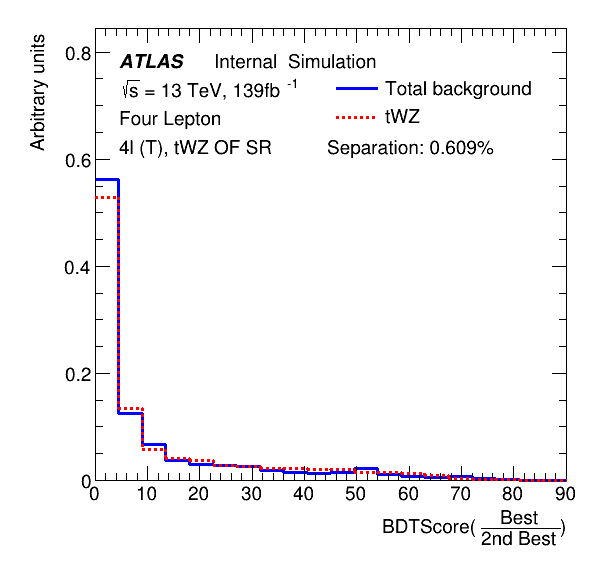 Arbitrary units
0.8
0.6
0.4
0.2
0
ATLAS Internal Simulation
√s = 13 TeV, 139fb -1
Four Lepton
4l (T), tWZ OF SR
Total background
tWZ
Separation: 0.609%
0 10 20 30 40 50 60 70 80 90
BDTScore( Best / 2nd Best )